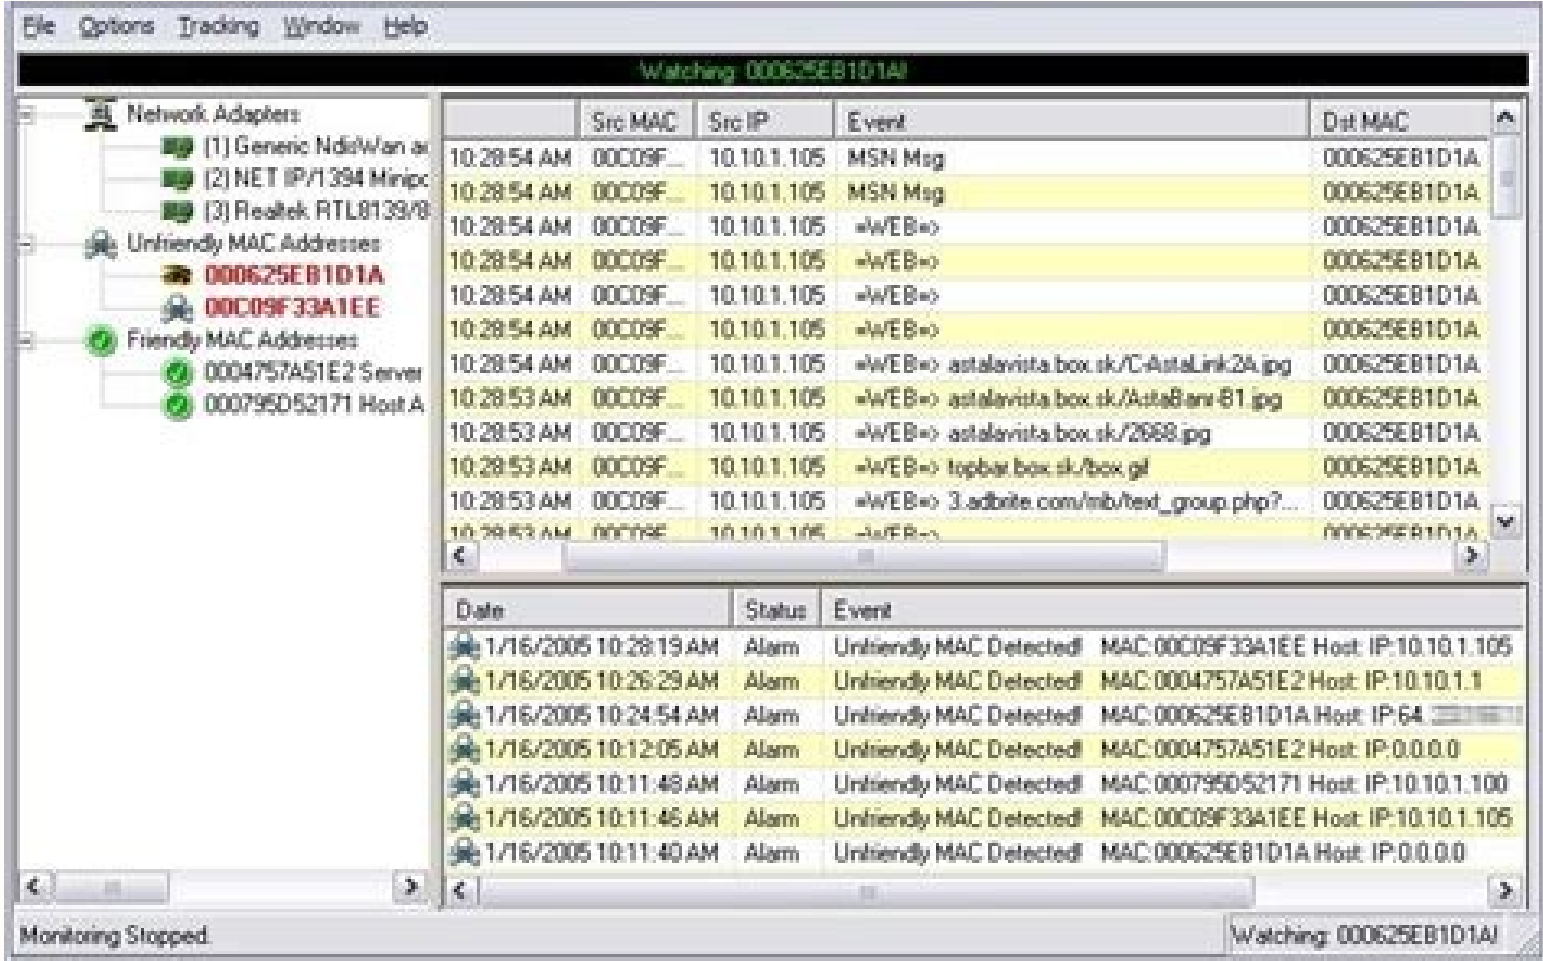 File Options Tracking Window Help
Watching: 000625EB1D1A!
Network Adapters
[1] Generic NdisWan a
[2] NET IP/1394 Minipo
[3] Realtek RTL8139/8
Unfriendly MAC Addresses
000625EB1D1A
00C09F33A1EE
Friendly MAC Addresses
0004757A51E2 Server
000795D52171 Host A
Src MAC Src IP Event Dst MAC
10:28:54 AM 00C09F... 10.10.1.105 MSN Msg 000625EB1D1A
10:28:54 AM 00C09F... 10.10.1.105 MSN Msg 000625EB1D1A
10:28:54 AM 00C09F... 10.10.1.105 =WEB=> 000625EB1D1A
10:28:54 AM 00C09F... 10.10.1.105 =WEB=> 000625EB1D1A
10:28:54 AM 00C09F... 10.10.1.105 =WEB=> 000625EB1D1A
10:28:54 AM 00C09F... 10.10.1.105 =WEB=> 000625EB1D1A
10:28:54 AM 00C09F... 10.10.1.105 =WEB=> astalavista.box.sk/C-AstaLink2A.jpg 000625EB1D1A
10:28:53 AM 00C09F... 10.10.1.105 =WEB=> astalavista.box.sk/AstaBanr-B1.jpg 000625EB1D1A
10:28:53 AM 00C09F... 10.10.1.105 =WEB=> astalavista.box.sk/2668.jpg 000625EB1D1A
10:28:53 AM 00C09F... 10.10.1.105 =WEB=> topbar.box.sk/box.gif 000625EB1D1A
10:28:53 AM 00C09F... 10.10.1.105 =WEB=> 3.adbrite.com/mb/text_group.php?... 000625EB1D1A
10:28:53 AM 00C09F... 10.10.1.105 =WEB=> 000625EB1D1A
Date Status Event
1/16/2005 10:28:19 AM Alarm Unfriendly MAC Detected! MAC:00C09F33A1EE Host: IP:10.10.1.105
1/16/2005 10:26:29 AM Alarm Unfriendly MAC Detected! MAC:0004757A51E2 Host: IP:10.10.1.1
1/16/2005 10:24:54 AM Alarm Unfriendly MAC Detected! MAC:000625EB1D1A Host: IP:64.
1/16/2005 10:12:05 AM Alarm Unfriendly MAC Detected! MAC:0004757A51E2 Host: IP:0.0.0.0
1/16/2005 10:11:48 AM Alarm Unfriendly MAC Detected! MAC:000795D52171 Host: IP:10.10.1.100
1/16/2005 10:11:46 AM Alarm Unfriendly MAC Detected! MAC:00C09F33A1EE Host: IP:10.10.1.105
1/16/2005 10:11:40 AM Alarm Unfriendly MAC Detected! MAC:000625EB1D1A Host: IP:0.0.0.0
Monitoring Stopped. Watching: 000625EB1D1A!